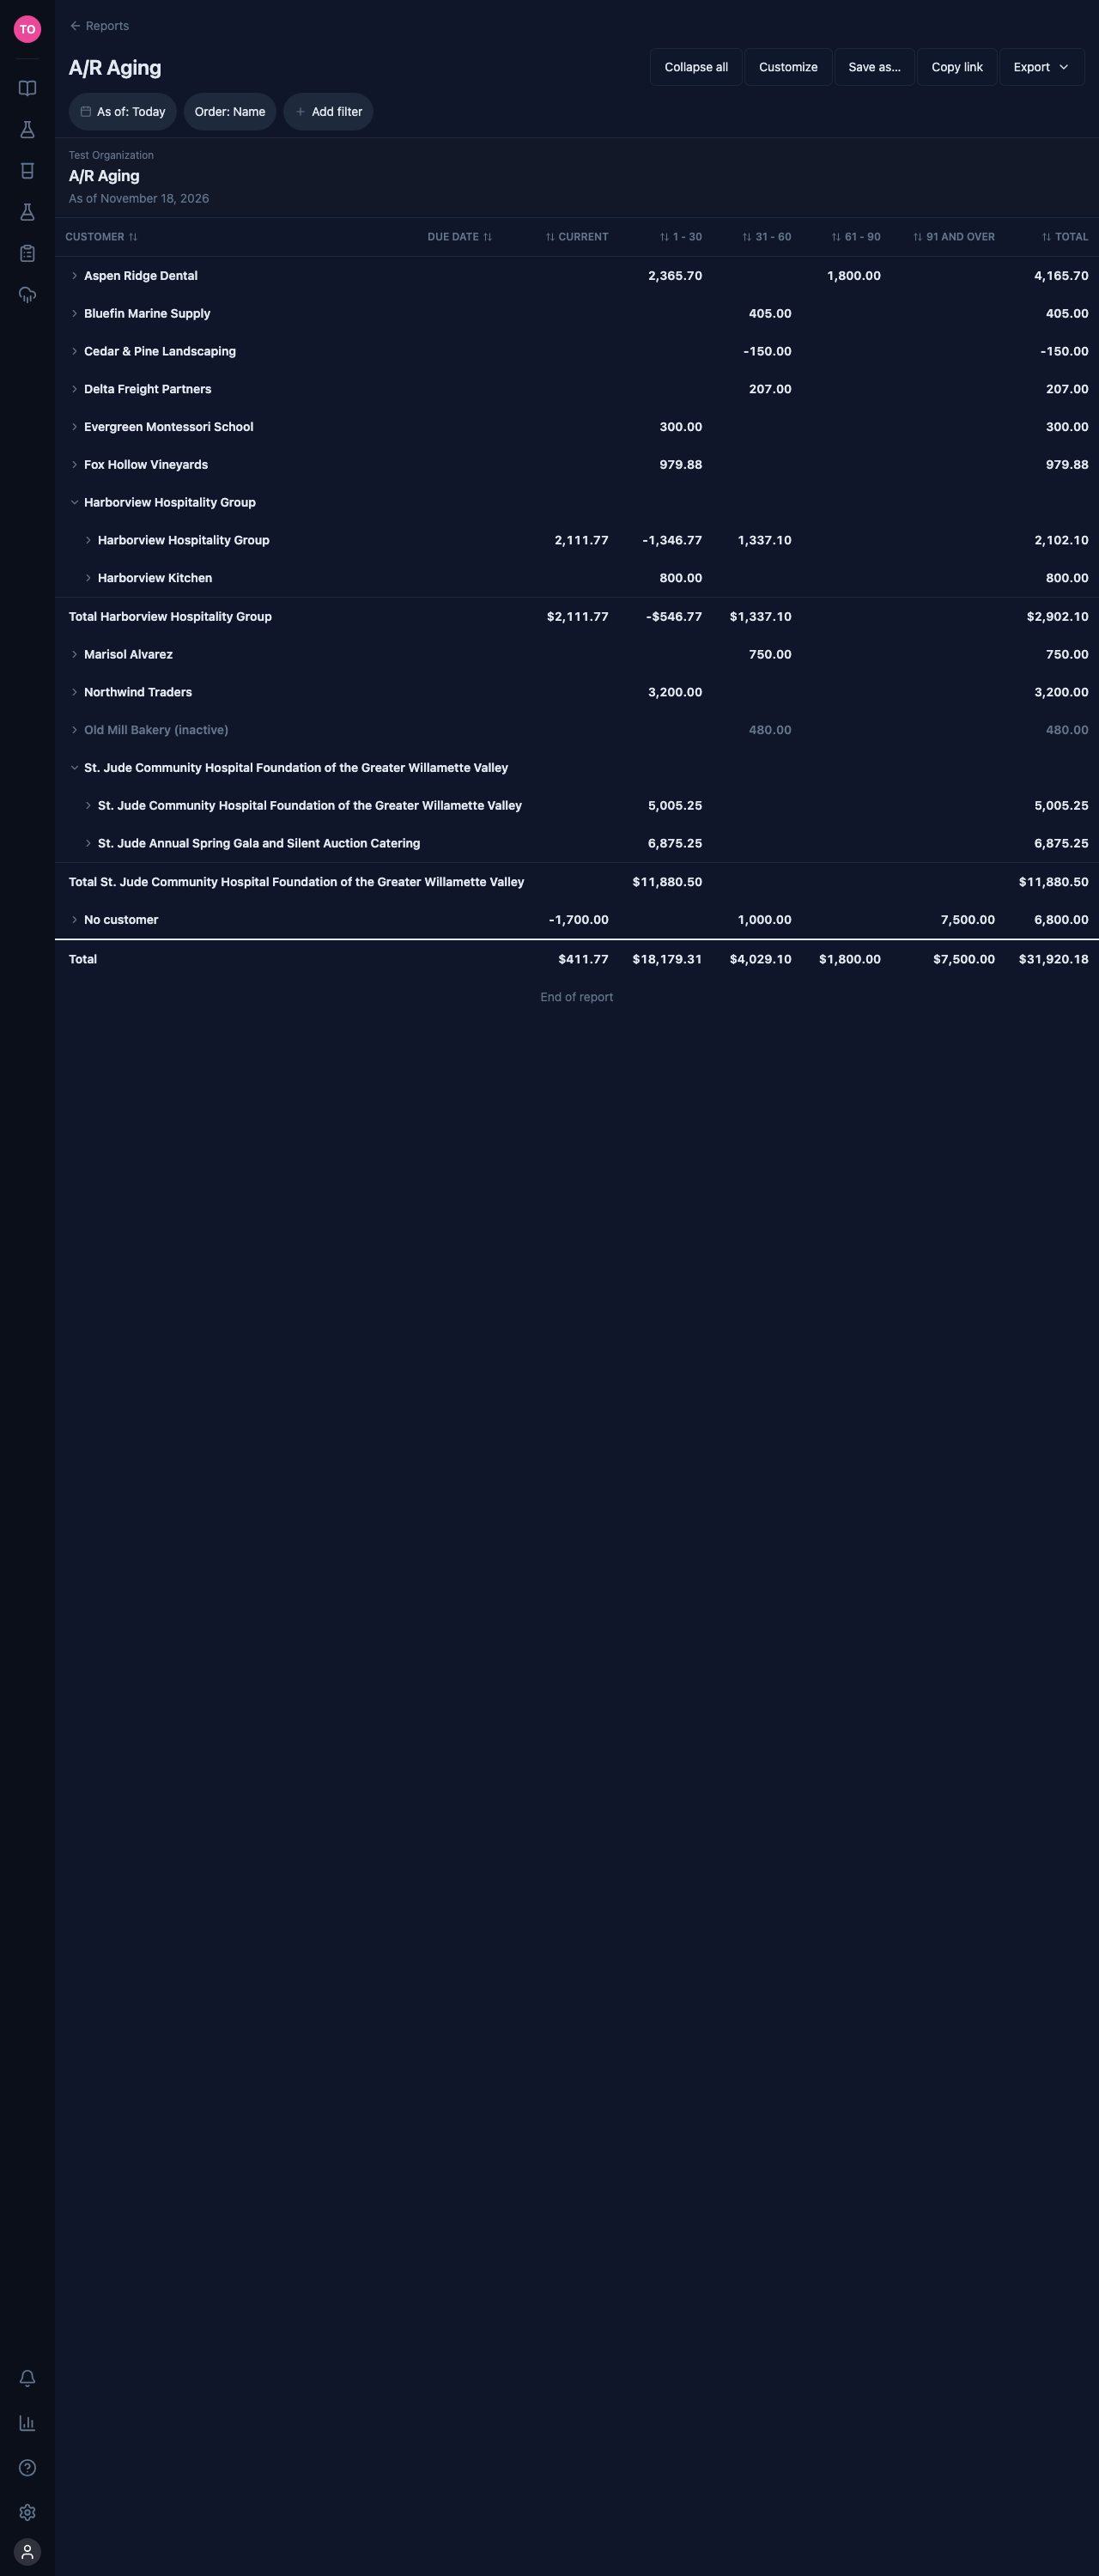 TO
Reports
A/R Aging
Collapse all Customize Save as... Copy link Export
As of: Today Order: Name Add filter
Test Organization
A/R Aging
As of November 18, 2026
CUSTOMER DUE DATE CURRENT 1 - 30 31 - 60 61 - 90 91 AND OVER TOTAL
Aspen Ridge Dental 2,365.70 1,800.00 4,165.70
Bluefin Marine Supply 405.00 405.00
Cedar & Pine Landscaping -150.00 -150.00
Delta Freight Partners 207.00 207.00
Evergreen Montessori School 300.00 300.00
Fox Hollow Vineyards 979.88 979.88
Harborview Hospitality Group
Harborview Hospitality Group 2,111.77 -1,346.77 1,337.10 2,102.10
Harborview Kitchen 800.00 800.00
Total Harborview Hospitality Group $2,111.77 -$546.77 $1,337.10 $2,902.10
Marisol Alvarez 750.00 750.00
Northwind Traders 3,200.00 3,200.00
Old Mill Bakery (inactive) 480.00 480.00
St. Jude Community Hospital Foundation of the Greater Willamette Valley
St. Jude Community Hospital Foundation of the Greater Willamette Valley 5,005.25 5,005.25
St. Jude Annual Spring Gala and Silent Auction Catering 6,875.25 6,875.25
Total St. Jude Community Hospital Foundation of the Greater Willamette Valley $11,880.50 $11,880.50
No customer -1,700.00 1,000.00 7,500.00 6,800.00
Total $411.77 $18,179.31 $4,029.10 $1,800.00 $7,500.00 $31,920.18
End of report